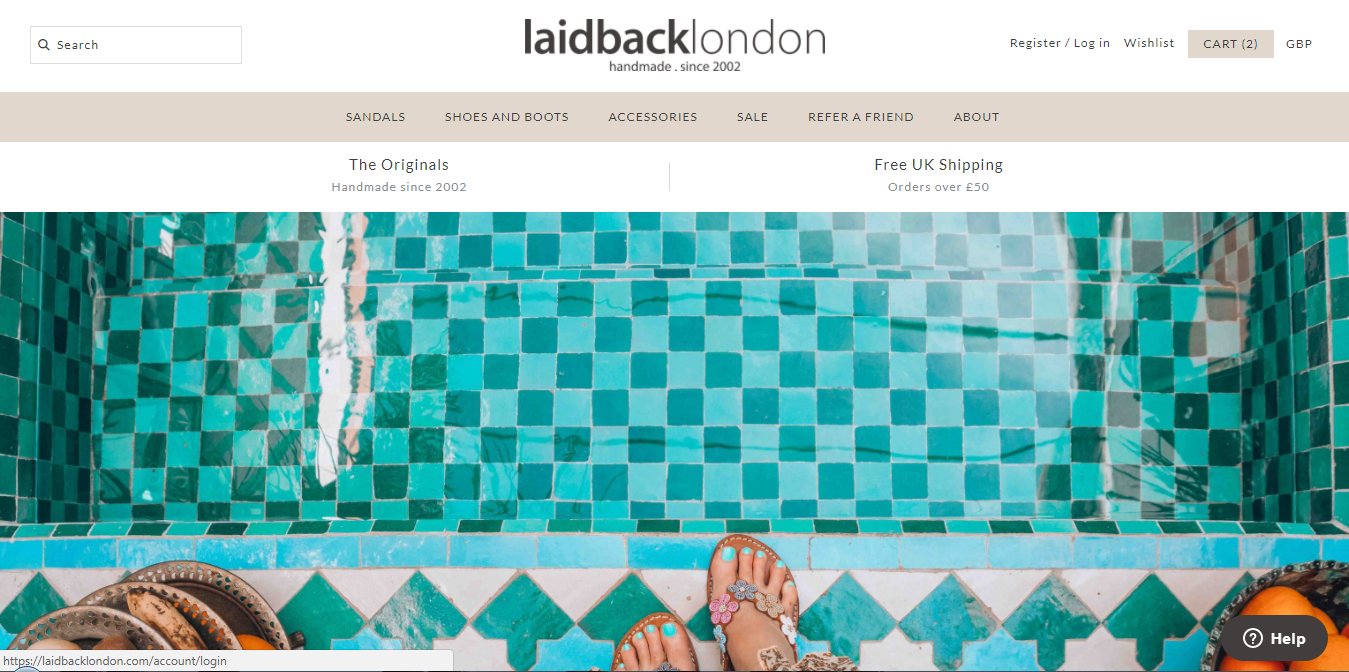 Search
laidbacklondon
handmade . since 2002
Register / Log in Wishlist CART (2) GBP
SANDALS SHOES AND BOOTS ACCESSORIES SALE REFER A FRIEND ABOUT
The Originals
Handmade since 2002
Free UK Shipping
Orders over £50
Help
https://laidbacklondon.com/account/login